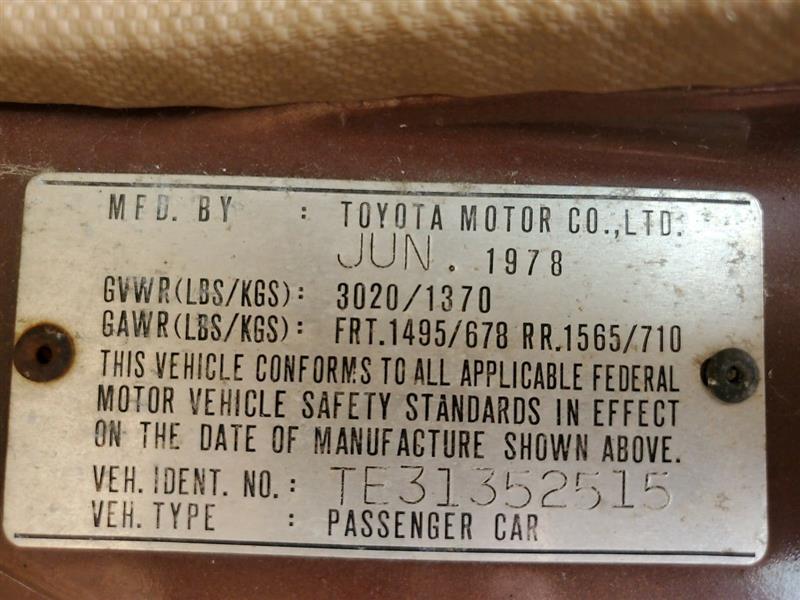 MFD. BY : TOYOTA MOTOR CO.,LTD.
JUN. 1978
GVWR(LBS/KGS): 3020/1370
GAWR(LBS/KGS): FRT.1495/678 RR.1565/710
THIS VEHICLE CONFORMS TO ALL APPLICABLE FEDERAL
MOTOR VEHICLE SAFETY STANDARDS IN EFFECT
ON THE DATE OF MANUFACTURE SHOWN ABOVE.
VEH. IDENT. NO.: TE31352515
VEH. TYPE : PASSENGER CAR